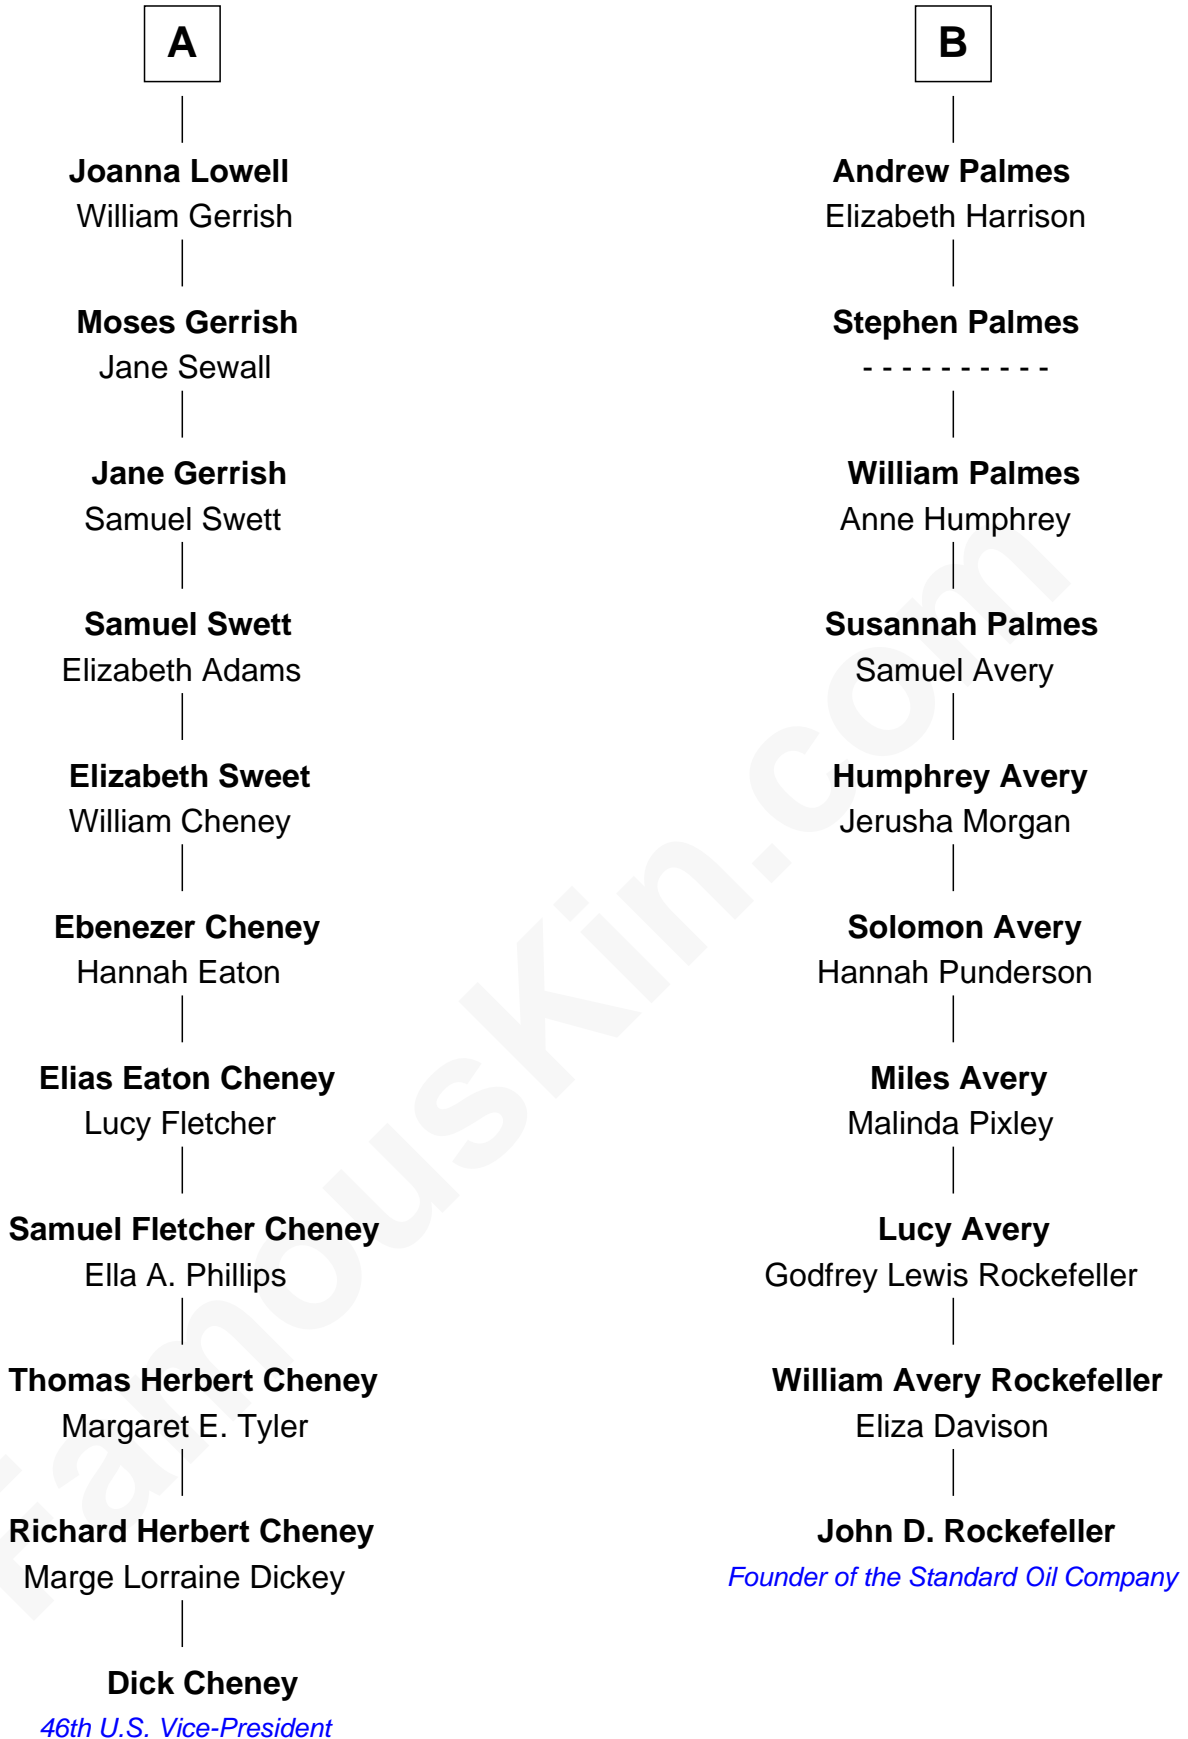 A
Joanna Lowell
William Gerrish
Moses Gerrish
Jane Sewall
Jane Gerrish
Samuel Swett
Samuel Swett
Elizabeth Adams
Elizabeth Sweet
William Cheney
Ebenezer Cheney
Hannah Eaton
Elias Eaton Cheney
Lucy Fletcher
Samuel Fletcher Cheney
Ella A. Phillips
Thomas Herbert Cheney
Margaret E. Tyler
Richard Herbert Cheney
Marge Lorraine Dickey
Dick Cheney
46th U.S. Vice-President
B
Andrew Palmes
Elizabeth Harrison
Stephen Palmes
- - - - - - - - - -
William Palmes
Anne Humphrey
Susannah Palmes
Samuel Avery
Humphrey Avery
Jerusha Morgan
Solomon Avery
Hannah Punderson
Miles Avery
Malinda Pixley
Lucy Avery
Godfrey Lewis Rockefeller
William Avery Rockefeller
Eliza Davison
John D. Rockefeller
Founder of the Standard Oil Company
FamousKin.com